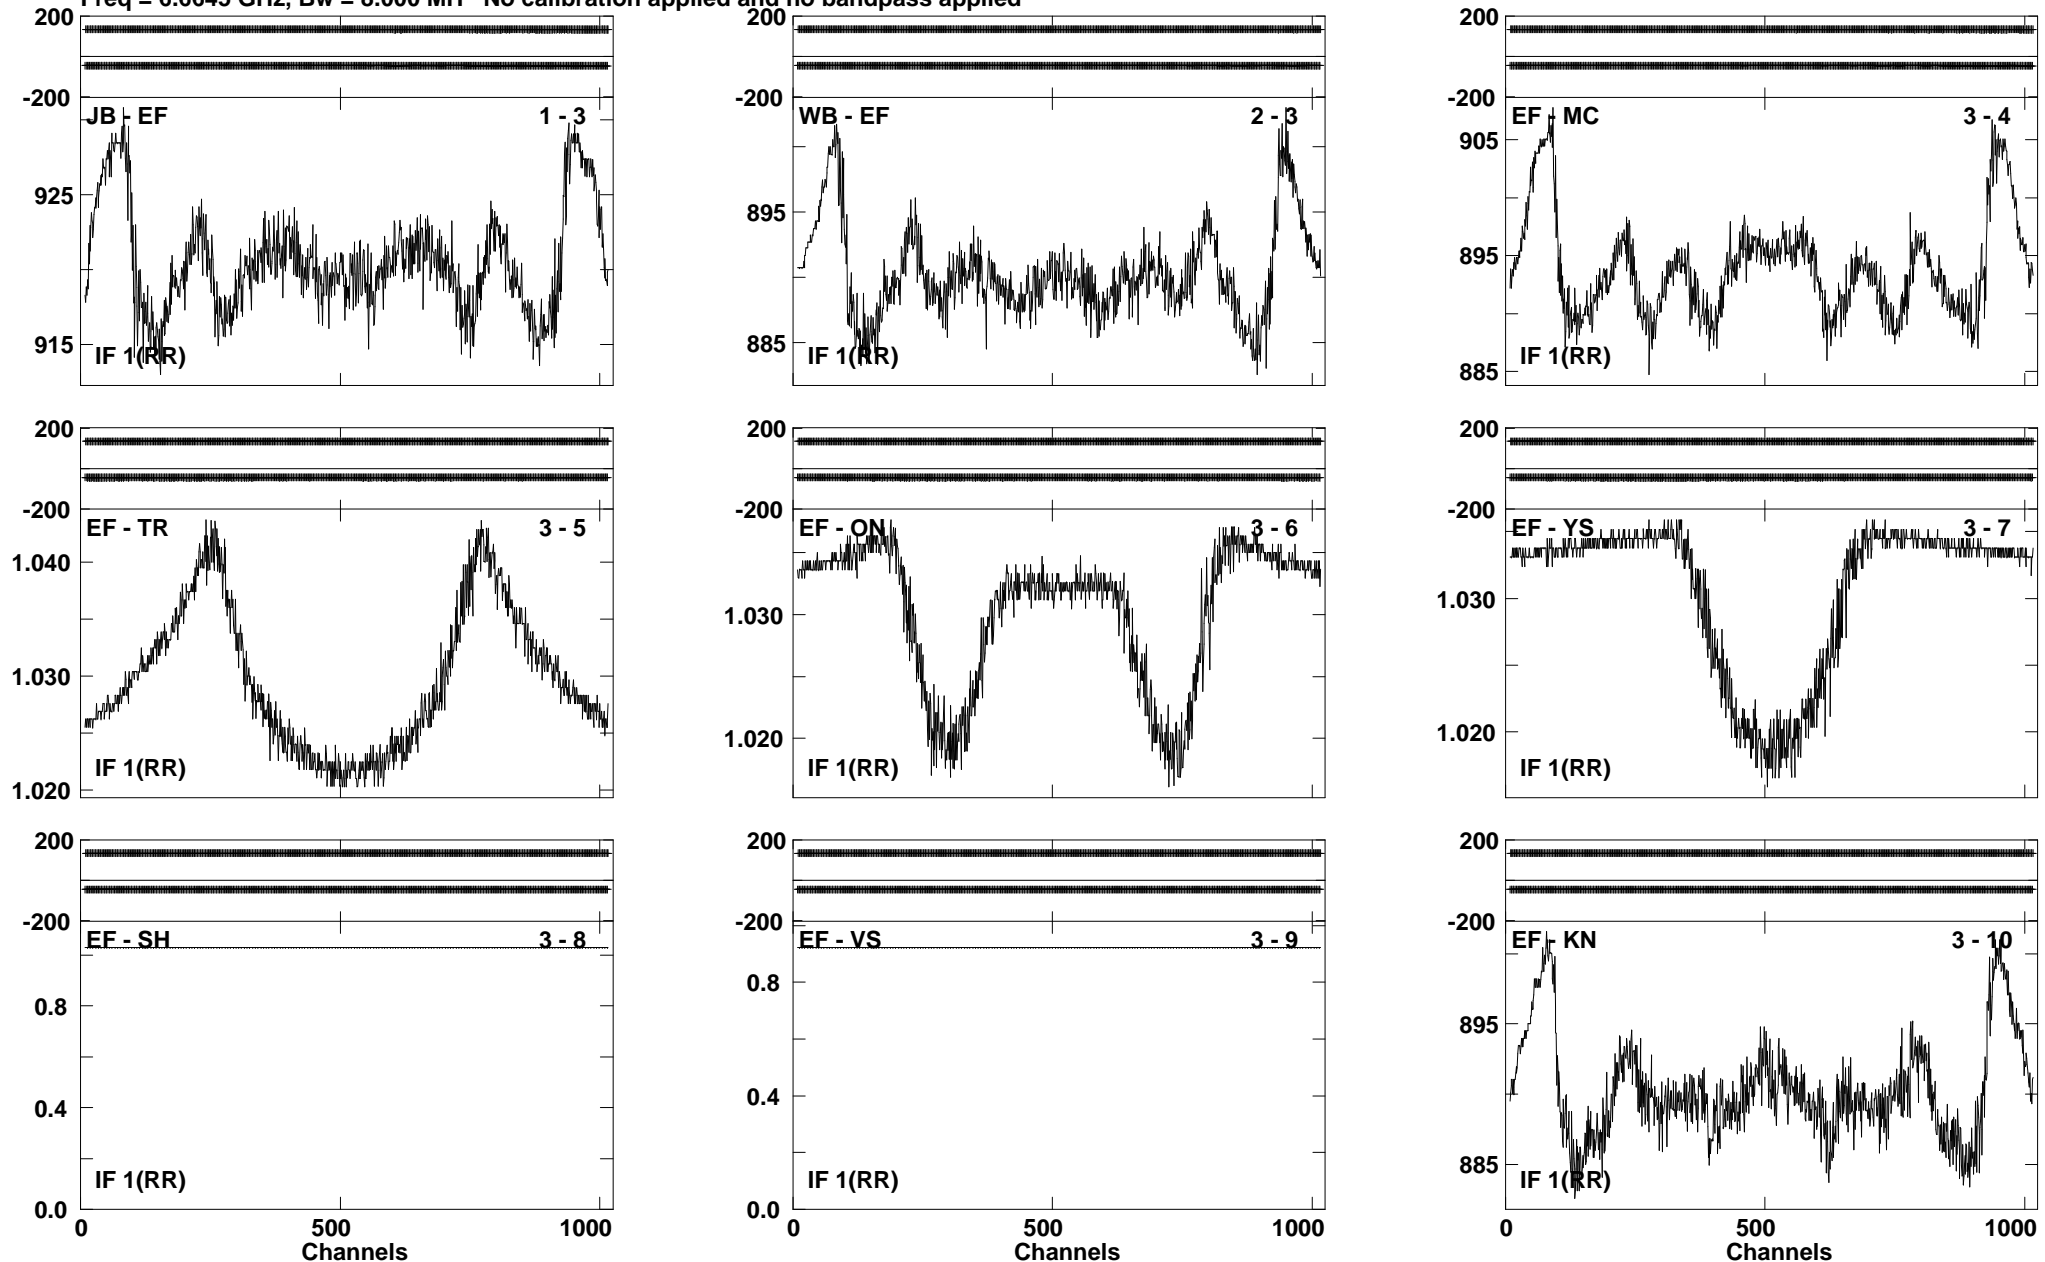 No calibration applied and no bandpass applied
200
-200
JB - EF 1 - 3
925
915
IF 1(RR)
200
-200
WB - EF 2 - 3
895
885
IF 1(RR)
200
-200
EF - MC 3 - 4
905
895
885
IF 1(RR)
200
-200
EF - TR 3 - 5
1.040
1.030
1.020
IF 1(RR)
200
-200
EF - ON 3 - 6
1.030
1.020
IF 1(RR)
200
-200
EF - YS 3 - 7
1.030
1.020
IF 1(RR)
200
-200
EF - SH 3 - 8
0.8
0.4
IF 1(RR)
0.0
0 500 1000
Channels
200
-200
EF - VS 3 - 9
0.8
0.4
IF 1(RR)
0.0
0 500 1000
Channels
200
-200
EF - KN 3 - 10
895
885
IF 1(RR)
0 500 1000
Channels